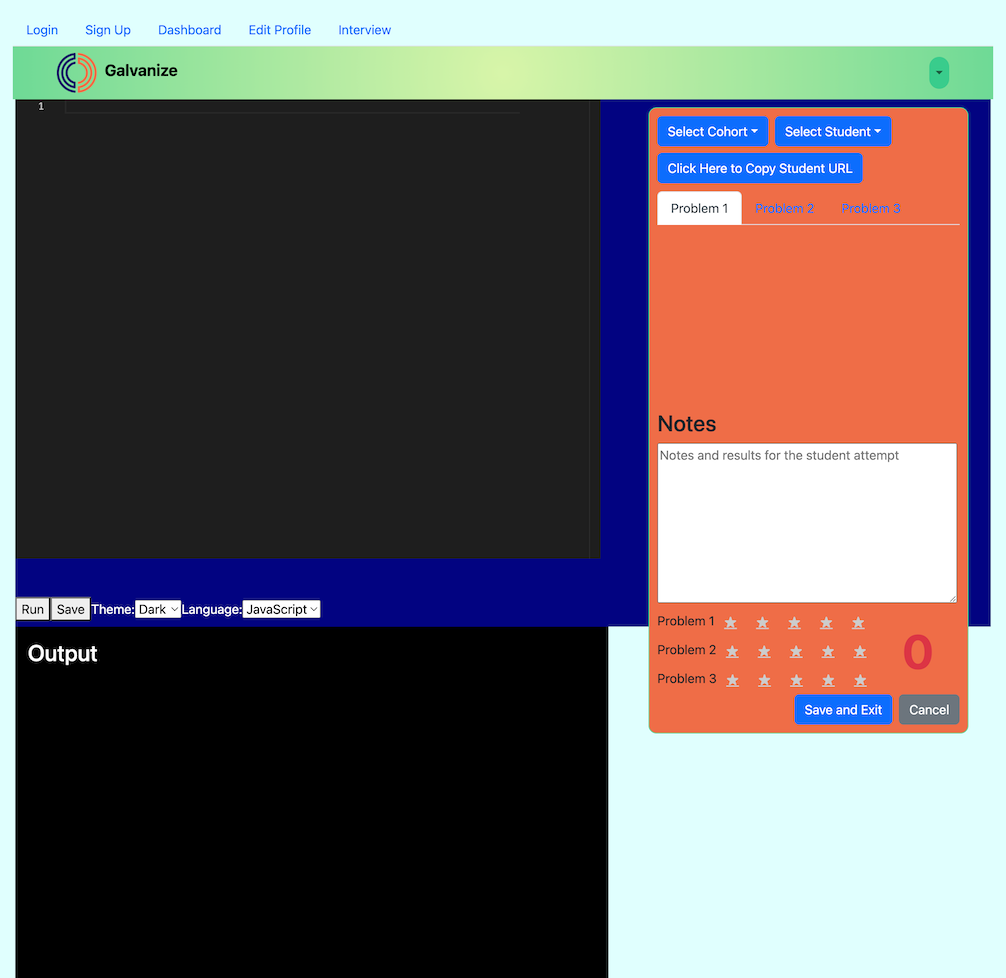 Login Sign Up Dashboard Edit Profile Interview
Galvanize
1
Select Cohort Select Student
Click Here to Copy Student URL
Problem 1 Problem 2 Problem 3
Notes
Notes and results for the student attempt
Run Save Theme: Dark Language: JavaScript
Output
Problem 1
Problem 2
Problem 3
0
Save and Exit Cancel